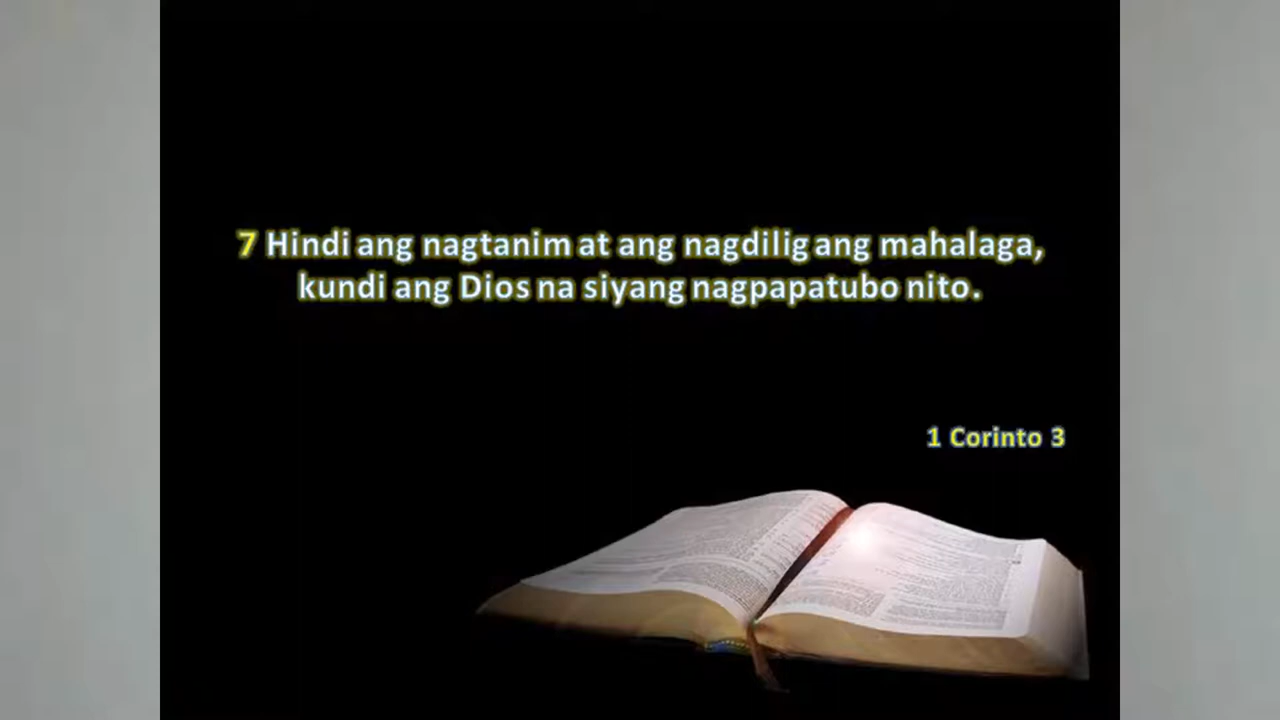 7 Hindi ang nagtanim at ang nagdilig ang mahalaga,
kundi ang Dios na siyang nagpapatubo nito.
1 Corinto 3